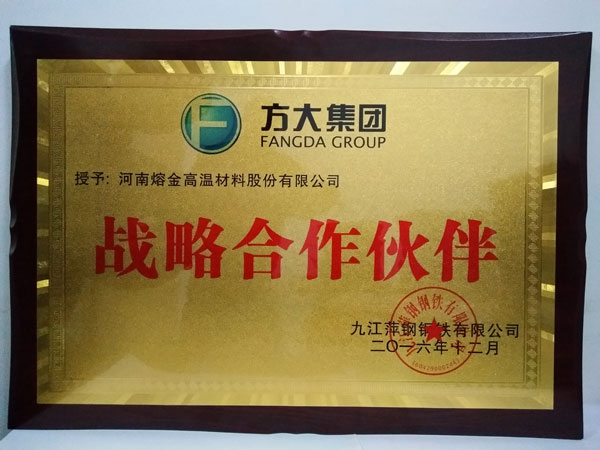 方大集团
FANGDA GROUP
授予: 河南熔金高温材料股份有限公司
战略合作伙伴
九江萍钢钢铁有限公司
二〇一六年十二月